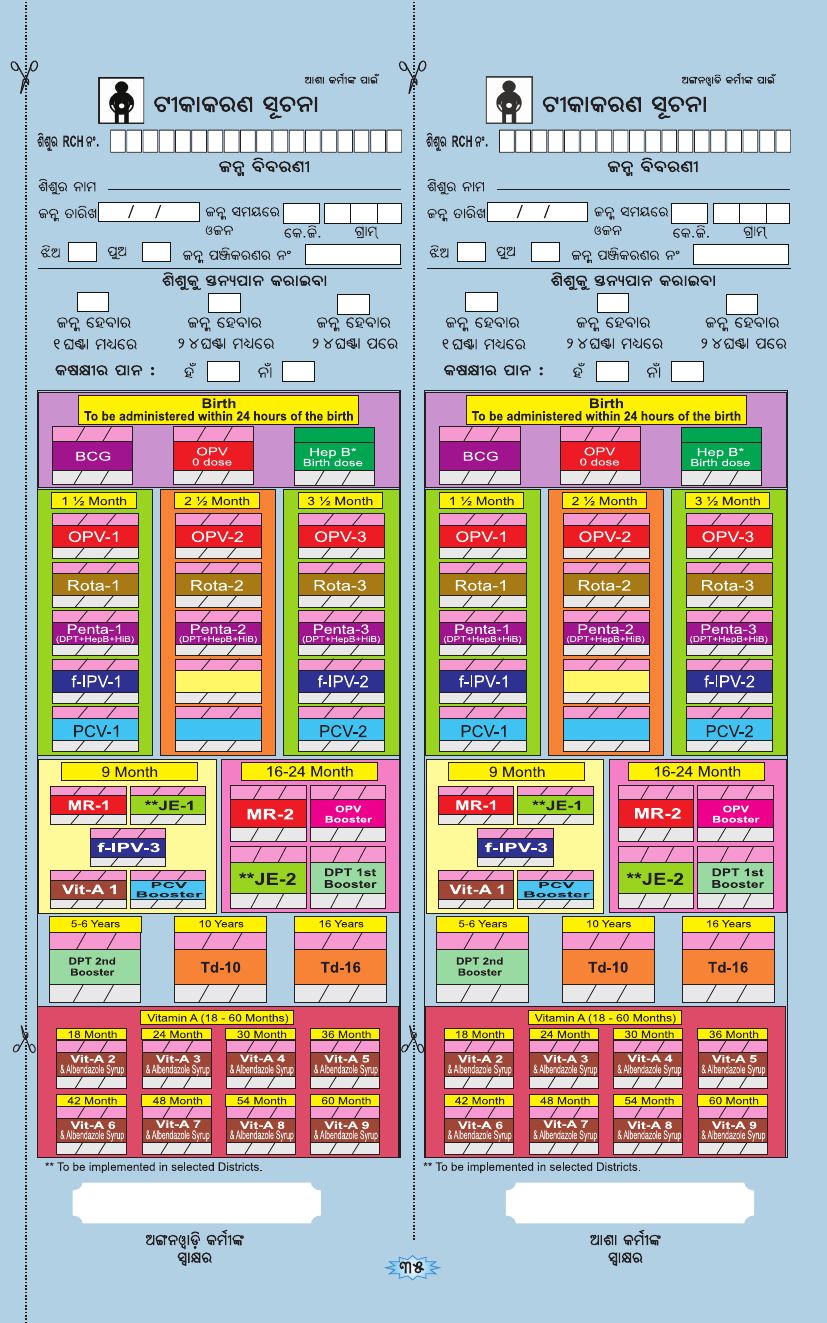 ଆଶା କର୍ମୀଙ୍କ ପାଇଁ
ଟୀକାକରଣ ସୂଚନା
ଶିଶୁର RCH ନଂ.
ଜନ୍ମ ବିବରଣୀ
ଶିଶୁର ନାମ
ଜନ୍ମ ତାରିଖ / / ଜନ୍ମ ସମୟରେ
ଓଜନ କେ.ଜି. ଗ୍ରାମ୍
ଝିଅ ପୁଅ ଜନ୍ମ ପଞ୍ଜିକରଣର ନଂ
ଶିଶୁକୁ ସ୍ତନ୍ୟପାନ କରାଇବା
ଜନ୍ମ ହେବାର ଜନ୍ମ ହେବାର ଜନ୍ମ ହେବାର
୧ ଘଣ୍ଟା ମଧ୍ୟରେ ୨୪ଘଣ୍ଟା ମଧ୍ୟରେ ୨୪ଘଣ୍ଟା ପରେ
କଷକ୍ଷୀର ପାନ : ହଁ ନାଁ
Birth
To be administered within 24 hours of the birth
BCG OPV Hep B*
0 dose Birth dose
1 ½ Month 2 ½ Month 3 ½ Month
OPV-1 OPV-2 OPV-3
Rota-1 Rota-2 Rota-3
Penta-1 Penta-2 Penta-3
(DPT+HepB+HiB) (DPT+HepB+HiB) (DPT+HepB+HiB)
f-IPV-1 f-IPV-2
PCV-1 PCV-2
9 Month 16-24 Month
MR-1 **JE-1 MR-2 OPV
Booster
f-IPV-3
Vit-A 1 PCV **JE-2 DPT 1st
Booster Booster
5-6 Years 10 Years 16 Years
DPT 2nd Td-10 Td-16
Booster
Vitamin A (18 - 60 Months)
18 Month 24 Month 30 Month 36 Month
Vit-A 2 Vit-A 3 Vit-A 4 Vit-A 5
& Albendazole Syrup & Albendazole Syrup & Albendazole Syrup & Albendazole Syrup
42 Month 48 Month 54 Month 60 Month
Vit-A 6 Vit-A 7 Vit-A 8 Vit-A 9
& Albendazole Syrup & Albendazole Syrup & Albendazole Syrup & Albendazole Syrup
** To be implemented in selected Districts.
ଅଙ୍ଗନୱାଡ଼ି କର୍ମୀଙ୍କ
ସ୍ୱାକ୍ଷର
ଅଙ୍ଗନୱାଡି କର୍ମୀଙ୍କ ପାଇଁ
ଟୀକାକରଣ ସୂଚନା
ଶିଶୁର RCH ନଂ.
ଜନ୍ମ ବିବରଣୀ
ଶିଶୁର ନାମ
ଜନ୍ମ ତାରିଖ / / ଜନ୍ମ ସମୟରେ
ଓଜନ କେ.ଜି. ଗ୍ରାମ୍
ଝିଅ ପୁଅ ଜନ୍ମ ପଞ୍ଜିକରଣର ନଂ
ଶିଶୁକୁ ସ୍ତନ୍ୟପାନ କରାଇବା
ଜନ୍ମ ହେବାର ଜନ୍ମ ହେବାର ଜନ୍ମ ହେବାର
୧ ଘଣ୍ଟା ମଧ୍ୟରେ ୨୪ଘଣ୍ଟା ମଧ୍ୟରେ ୨୪ଘଣ୍ଟା ପରେ
କଷକ୍ଷୀର ପାନ : ହଁ ନାଁ
Birth
To be administered within 24 hours of the birth
BCG OPV Hep B*
0 dose Birth dose
1 ½ Month 2 ½ Month 3 ½ Month
OPV-1 OPV-2 OPV-3
Rota-1 Rota-2 Rota-3
Penta-1 Penta-2 Penta-3
(DPT+HepB+HiB) (DPT+HepB+HiB) (DPT+HepB+HiB)
f-IPV-1 f-IPV-2
PCV-1 PCV-2
9 Month 16-24 Month
MR-1 **JE-1 MR-2 OPV
Booster
f-IPV-3
Vit-A 1 PCV **JE-2 DPT 1st
Booster Booster
5-6 Years 10 Years 16 Years
DPT 2nd Td-10 Td-16
Booster
Vitamin A (18 - 60 Months)
18 Month 24 Month 30 Month 36 Month
Vit-A 2 Vit-A 3 Vit-A 4 Vit-A 5
& Albendazole Syrup & Albendazole Syrup & Albendazole Syrup & Albendazole Syrup
42 Month 48 Month 54 Month 60 Month
Vit-A 6 Vit-A 7 Vit-A 8 Vit-A 9
& Albendazole Syrup & Albendazole Syrup & Albendazole Syrup & Albendazole Syrup
** To be implemented in selected Districts.
ଆଶା କର୍ମୀଙ୍କ
ସ୍ୱାକ୍ଷର
୩୫